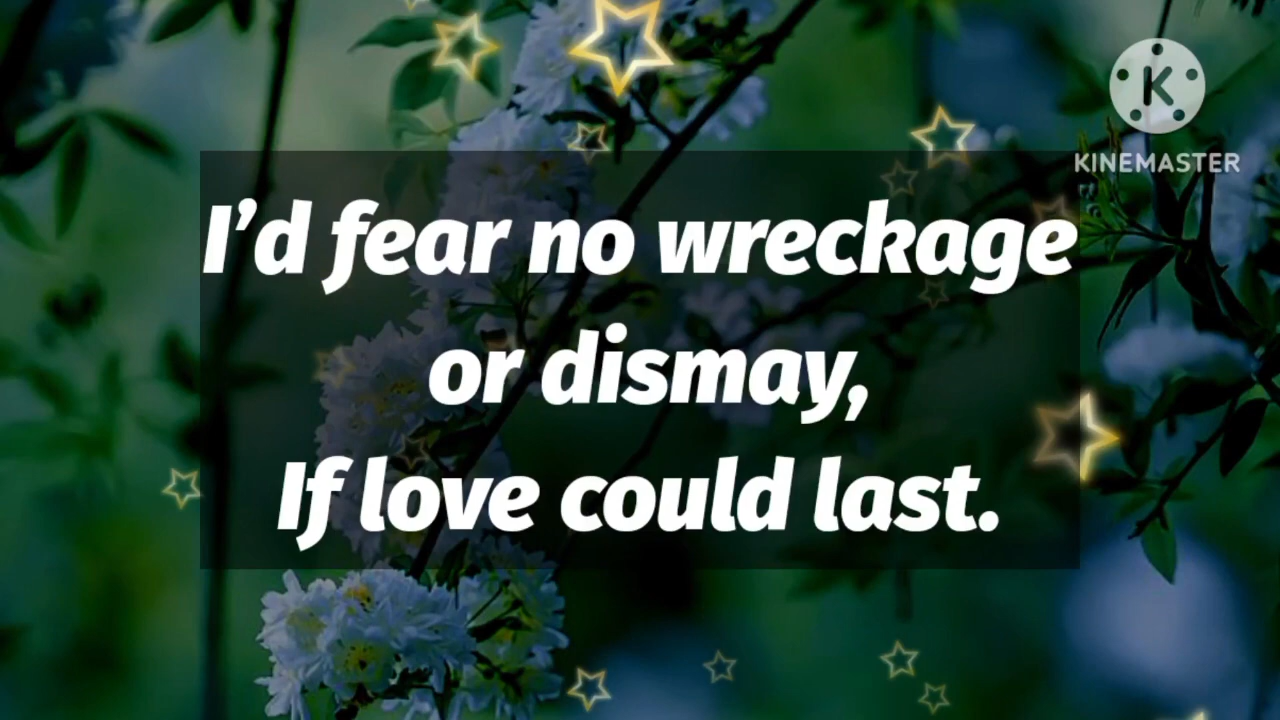 K
KINEMASTER
I’d fear no wreckage
or dismay,
If love could last.